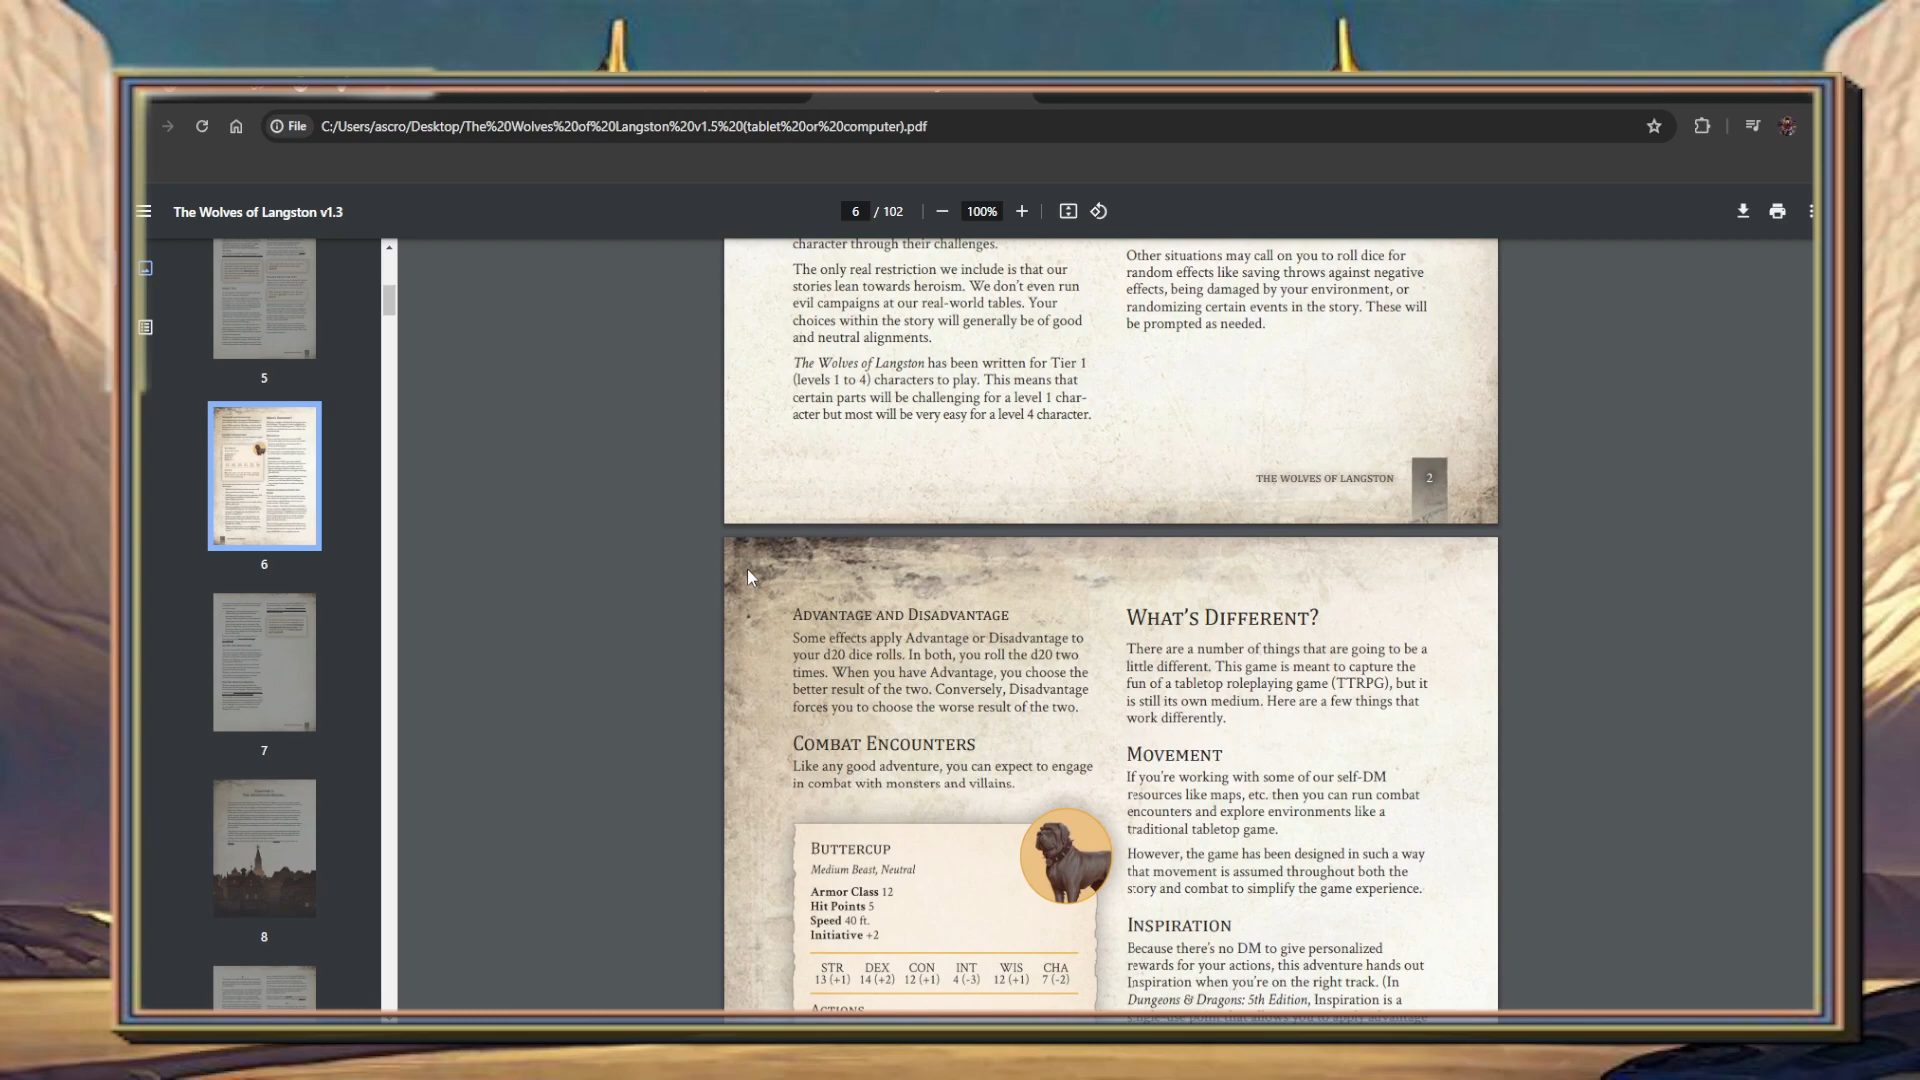 File
C:/Users/ascro/Desktop/The%20Wolves%20of%20Langston%20v1.5%20(tablet%20or%20computer).pdf
The Wolves of Langston v1.3
6 / 102
100%
5
6
7
8
character through their challenges.
The only real restriction we include is that our
stories lean towards heroism. We don't even run
evil campaigns at our real-world tables. Your
choices within the story will generally be of good
and neutral alignments.
The Wolves of Langston has been written for Tier 1
(levels 1 to 4) characters to play. This means that
certain parts will be challenging for a level 1 char-
acter but most will be very easy for a level 4 character.
Other situations may call on you to roll dice for
random effects like saving throws against negative
effects, being damaged by your environment, or
randomizing certain events in the story. These will
be prompted as needed.
THE WOLVES OF LANGSTON
2
Advantage and Disadvantage
Some effects apply Advantage or Disadvantage to
your d20 dice rolls. In both, you roll the d20 two
times. When you have Advantage, you choose the
better result of the two. Conversely, Disadvantage
forces you to choose the worse result of the two.
Combat Encounters
Like any good adventure, you can expect to engage
in combat with monsters and villains.
Buttercup
Medium Beast, Neutral
Armor Class 12
Hit Points 5
Speed 40 ft.
Initiative +2
STR DEX CON INT WIS CHA
13 (+1) 14 (+2) 12 (+1) 4 (-3) 12 (+1) 7 (-2)
Actions
What's Different?
There are a number of things that are going to be a
little different. This game is meant to capture the
fun of a tabletop roleplaying game (TTRPG), but it
is still its own medium. Here are a few things that
work differently.
Movement
If you're working with some of our self-DM
resources like maps, etc. then you can run combat
encounters and explore environments like a
traditional tabletop game.
However, the game has been designed in such a way
that movement is assumed throughout both the
story and combat to simplify the game experience.
Inspiration
Because there's no DM to give personalized
rewards for your actions, this adventure hands out
Inspiration when you're on the right track. (In
Dungeons & Dragons: 5th Edition, Inspiration is a
single-use point that allows you to apply advantage